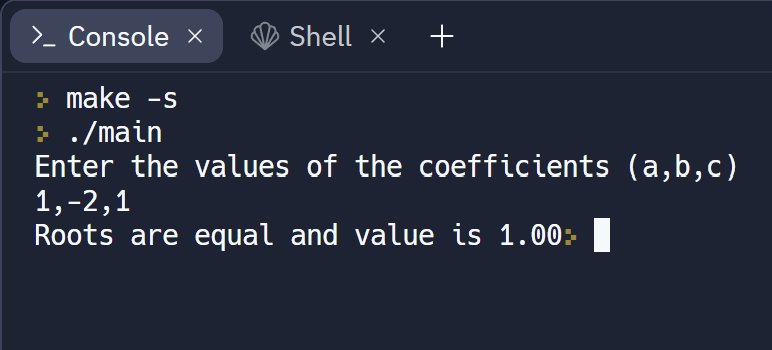 Console Shell
make -s
./main
Enter the values of the coefficients (a,b,c)
1,-2,1
Roots are equal and value is 1.00